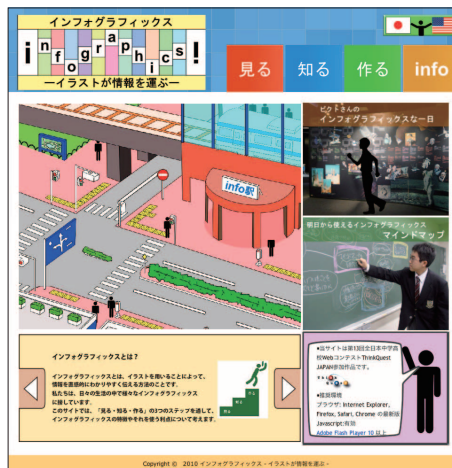 インフォグラフィックス
infographics!
ーイラストが情報を運ぶー
見る
知る
作る
info
info駅
ピクトさんの
インフォグラフィックスな一日
明日から使えるインフォグラフィックス
マインドマップ
インフォグラフィックスとは？
インフォグラフィックスとは、イラストを用いることによって、
情報を直感的にわかりやすく伝える方法のことです。
私たちは、日々の生活の中で様々なインフォグラフィックス
に接しています。
このサイトでは、「見る・知る・作る」の3つのステップを通して、
インフォグラフィックスの特徴やそれを使う利点について考えます。
●当サイトは第13回全日本中学高
校Webコンテスト ThinkQuest
JAPAN参加作品です。
●推奨環境
ブラウザ: Internet Explorer,
Firefox, Safari, Chrome の最新版
Javascript:有効
Adobe Flash Player 10 以上
Copyright © 2010 インフォグラフィックス - イラストが情報を運ぶ -